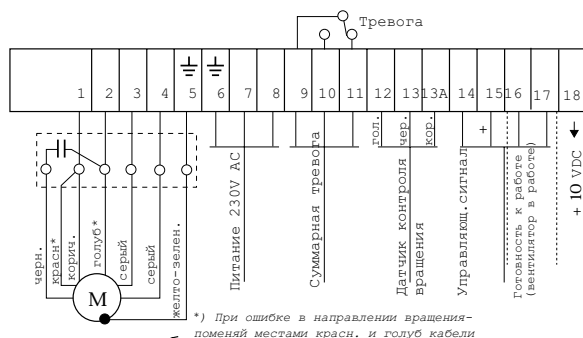 Тревога
1 2 3 4 5 6 7 8 9 10 11 12 13 13A 14 15 16 17 18
гол. чер. кор.
+
+ 10 VDC
Питание 230V AC
Суммарная тревога
Датчик контроля
вращения
Управляющ.сигнал
Готовность к работе
(вентилятор в работе)
черн.
красн*
корич.
голуб*
серый
серый
желто-зелен.
M
*) При ошибке в направлении вращения-
поменяй местами красн. и голуб кабели